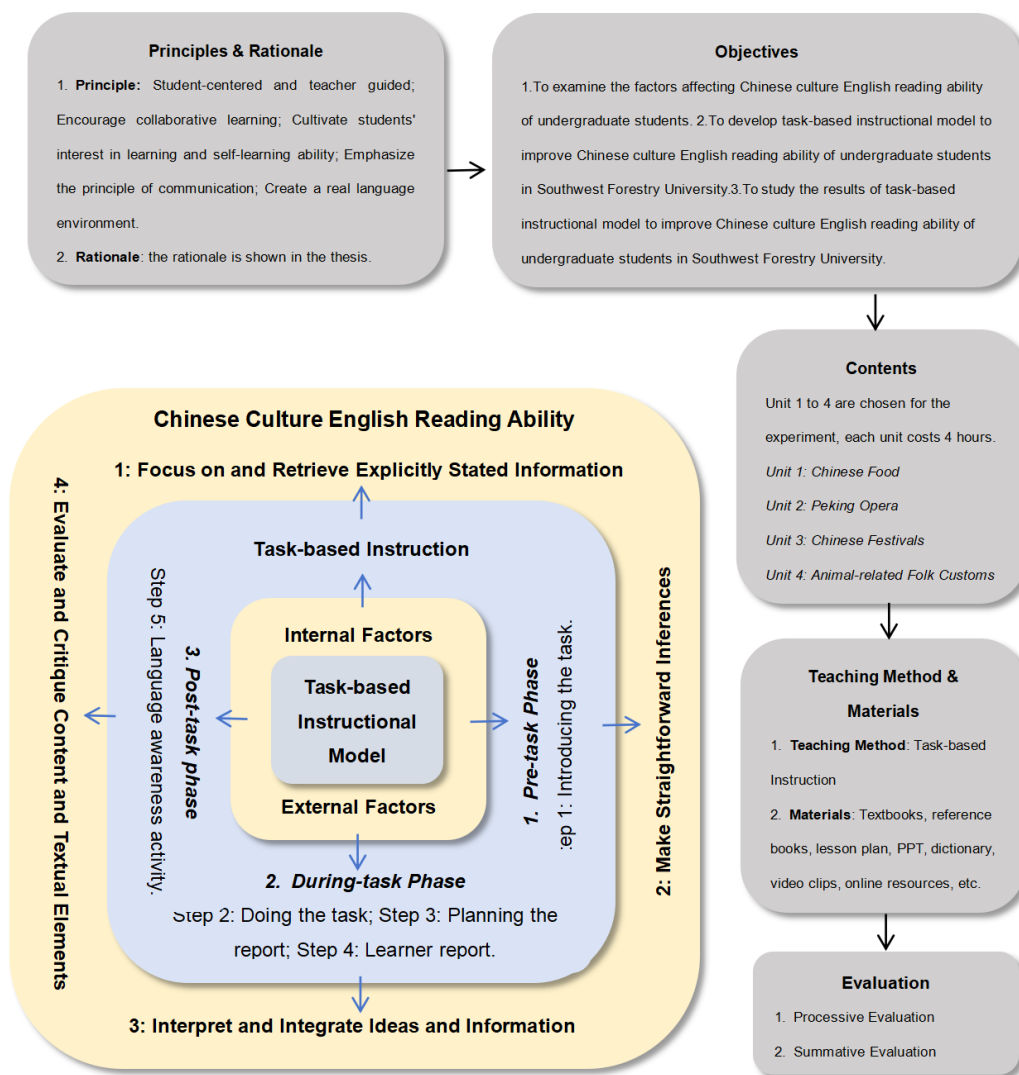 Principles & Rationale
1. Principle: Student-centered and teacher guided;
Encourage collaborative learning; Cultivate students'
interest in learning and self-learning ability; Emphasize
the principle of communication; Create a real language
environment.
2. Rationale: the rationale is shown in the thesis.
Objectives
1.To examine the factors affecting Chinese culture English reading ability
of undergraduate students. 2.To develop task-based instructional model to
improve Chinese culture English reading ability of undergraduate students
in Southwest Forestry University.3.To study the results of task-based
instructional model to improve Chinese culture English reading ability of
undergraduate students in Southwest Forestry University.
Contents
Unit 1 to 4 are chosen for the
experiment, each unit costs 4 hours.
Unit 1: Chinese Food
Unit 2: Peking Opera
Unit 3: Chinese Festivals
Unit 4: Animal-related Folk Customs
Teaching Method &
Materials
1. Teaching Method: Task-based
Instruction
2. Materials: Textbooks, reference
books, lesson plan, PPT, dictionary,
video clips, online resources, etc.
Evaluation
1. Processive Evaluation
2. Summative Evaluation
Chinese Culture English Reading Ability
1: Focus on and Retrieve Explicitly Stated Information
2: Make Straightforward Inferences
3: Interpret and Integrate Ideas and Information
4: Evaluate and Critique Content and Textual Elements
Task-based Instruction
1. Pre-task Phase
ep 1: Introducing the task.
2. During-task Phase
Step 2: Doing the task; Step 3: Planning the
report; Step 4: Learner report.
3. Post-task phase
Step 5: Language awareness activity.
Internal Factors
Task-based
Instructional
Model
External Factors